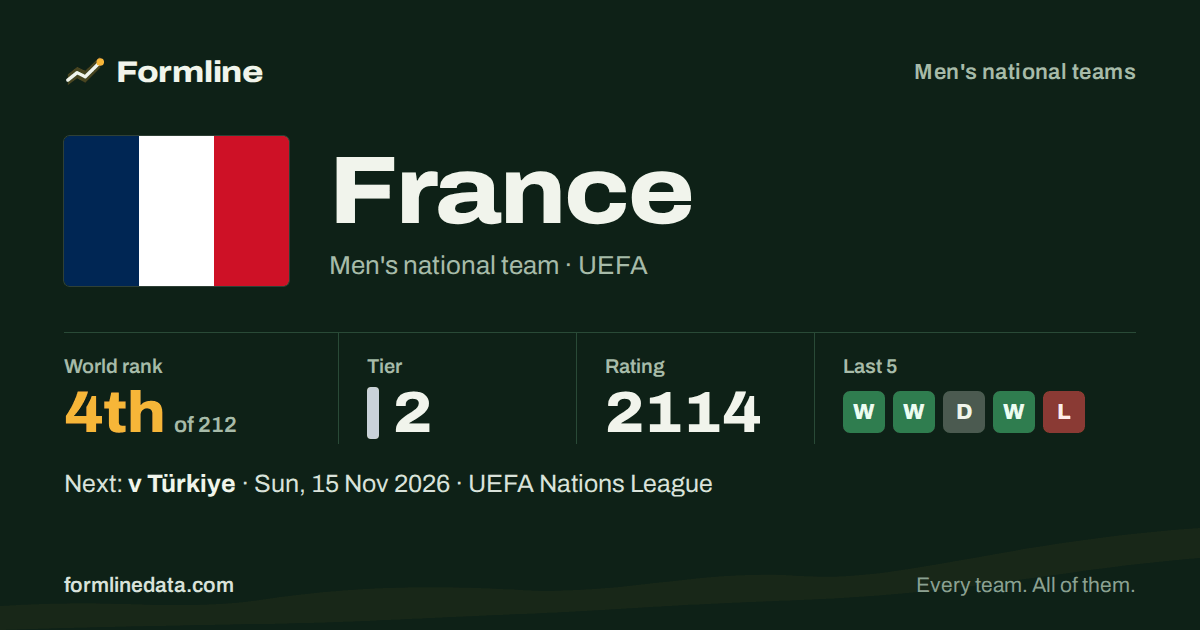 Formline
Men's national teams
France
Men's national team · UEFA
World rank
Tier
Rating
Last 5
4th of 212
2
2114
W W D W L
Next: v Türkiye · Sun, 15 Nov 2026 · UEFA Nations League
formlinedata.com
Every team. All of them.